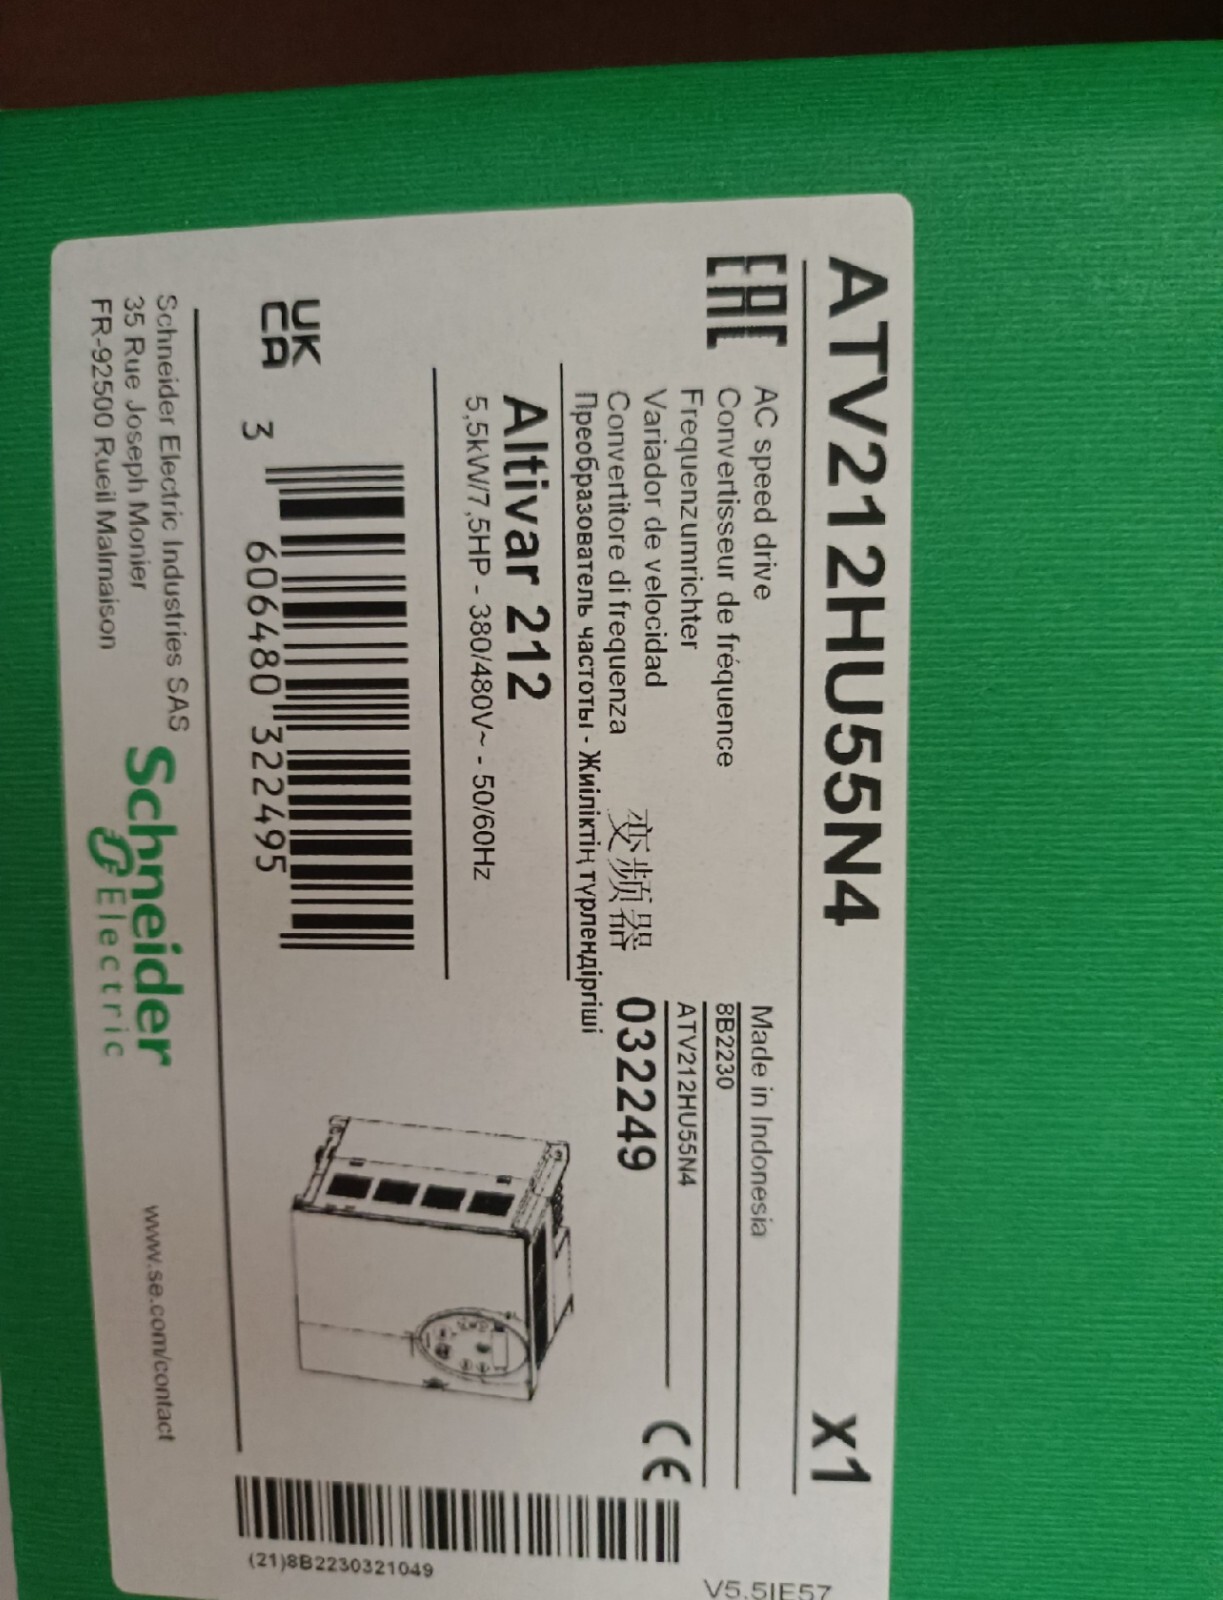 ATV212HU55N4
x1
EAC
AC speed drive
Convertisseur de fréquence
Frequenzumrichter
Variador de velocidad
Convertitore di frequenza
变频器
Преобразователь частоты - Жиіліктің түрлендіргіші
Made in Indonesia
8B2230
ATV212HU55N4
032249
CE
Altivar 212
5,5kW/7,5HP - 380/480V~ - 50/60Hz
UK
CA
3 606480 322495
Schneider Electric Industries SAS
35 Rue Joseph Monier
FR-92500 Rueil Malmaison
Schneider
Electric
www.se.com/contact
(21)8B2230321049
V5.5IE57